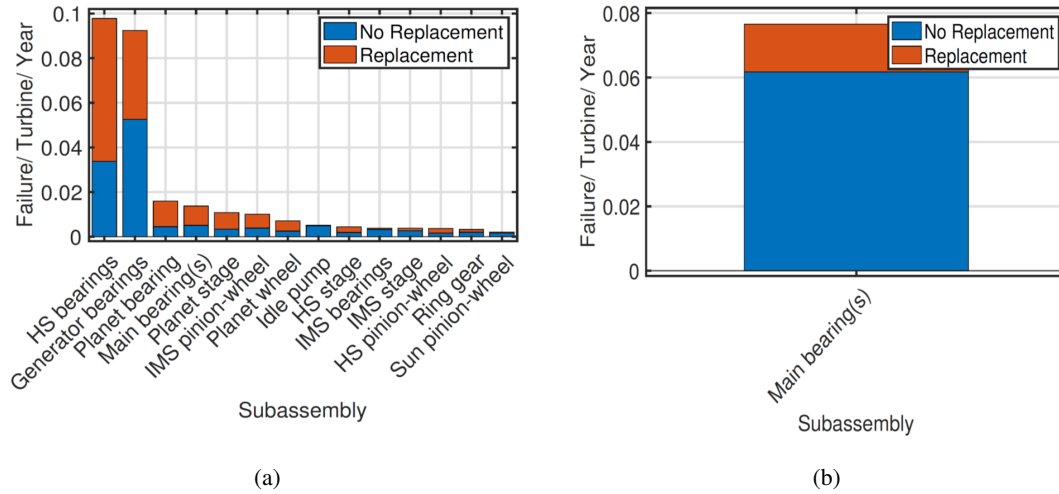 0.1
0.08
0.06
0.04
0.02
0
Failure/ Turbine/ Year
No Replacement
Replacement
HS bearings
Generator bearings
Planet bearing
Main bearing(s)
Planet stage
IMS pinion-wheel
Planet wheel
Idle pump
HS stage
IMS bearings
IMS stage
HS pinion-wheel
Ring gear
Sun pinion-wheel
Subassembly
(a)
0.08
0.06
0.04
0.02
0
Failure/ Turbine/ Year
No Replacement
Replacement
Main bearing(s)
Subassembly
(b)